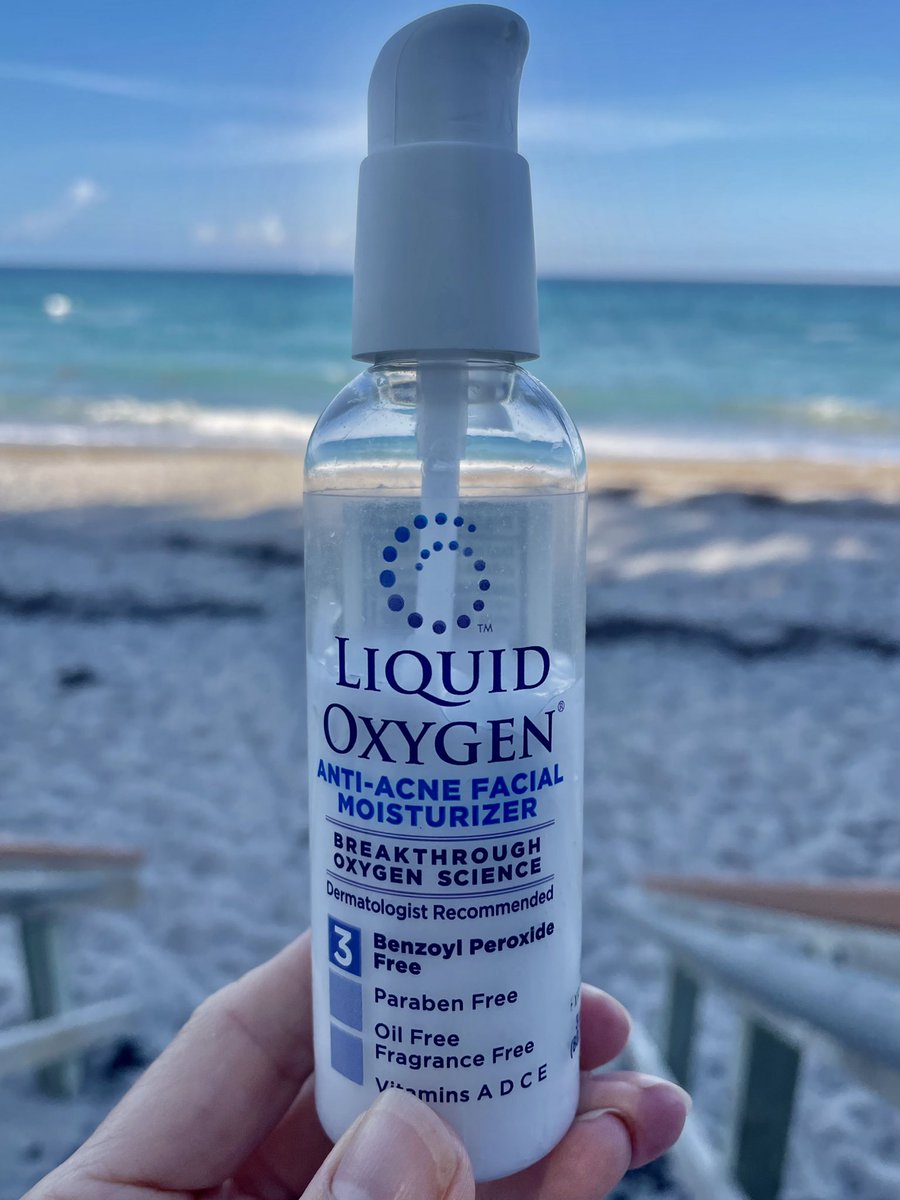 ™
LIQUID
OXYGEN®
ANTI-ACNE FACIAL
MOISTURIZER
BREAKTHROUGH
OXYGEN SCIENCE
Dermatologist Recommended
3 Benzoyl Peroxide
Free
Paraben Free
Oil Free
Fragrance Free
Vitamins A D C E